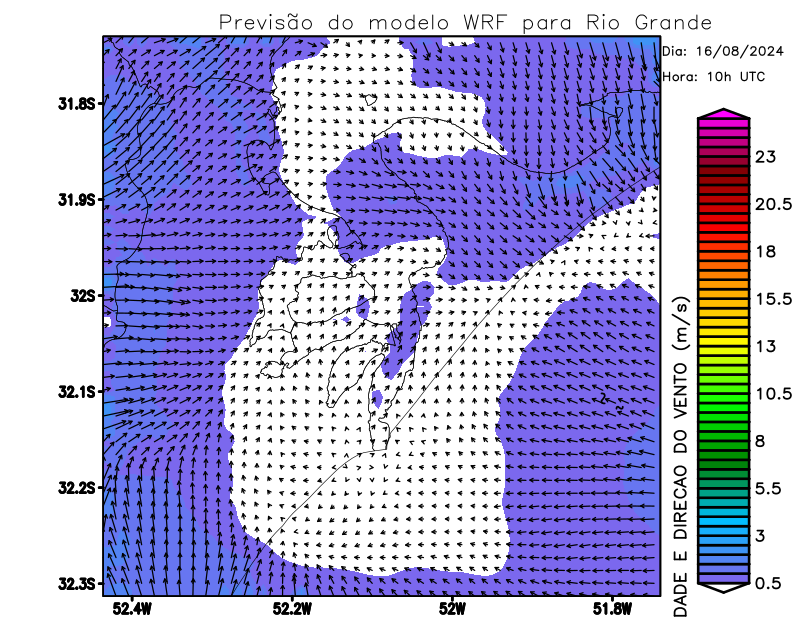 Previsão do modelo WRF para Rio Grande
Dia: 16/08/2024
Hora: 10h UTC
31.8S
31.9S
32S
32.1S
32.2S
32.3S
52.4W
52.2W
52W
51.8W
23
20.5
18
15.5
13
10.5
8
5.5
3
0.5
DADE E DIRECAO DO VENTO (m/s)